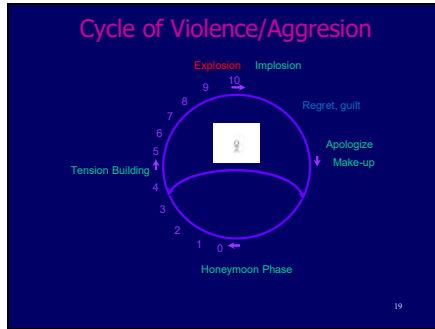 Cycle of Violence/Aggresion
Explosion Implosion
10
9
8
Regret, guilt
7
6
Apologize
5
Make-up
Tension Building
4
3
2
1
0
Honeymoon Phase
19